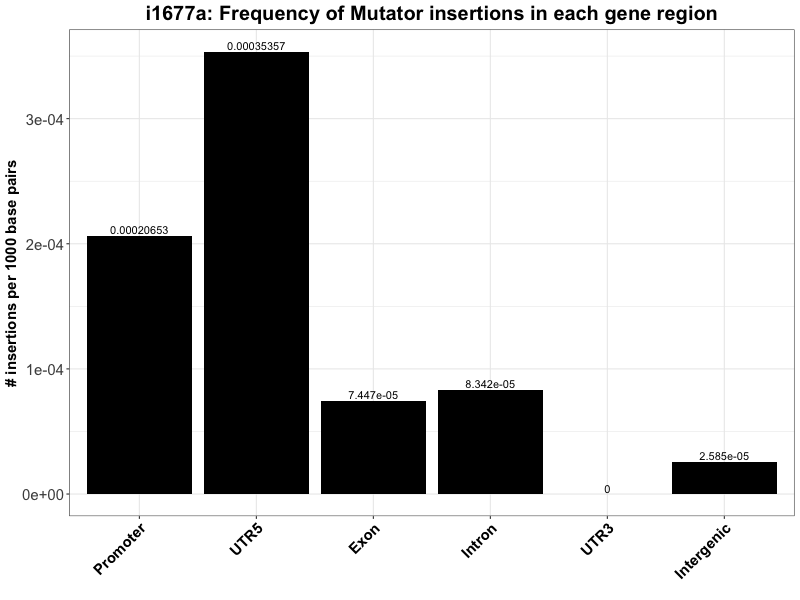 i1677a: Frequency of Mutator insertions in each gene region
# insertions per 1000 base pairs
3e-04
2e-04
1e-04
0e+00
0.00020653
0.00035357
7.447e-05
8.342e-05
0
2.585e-05
Promoter
UTR5
Exon
Intron
UTR3
Intergenic